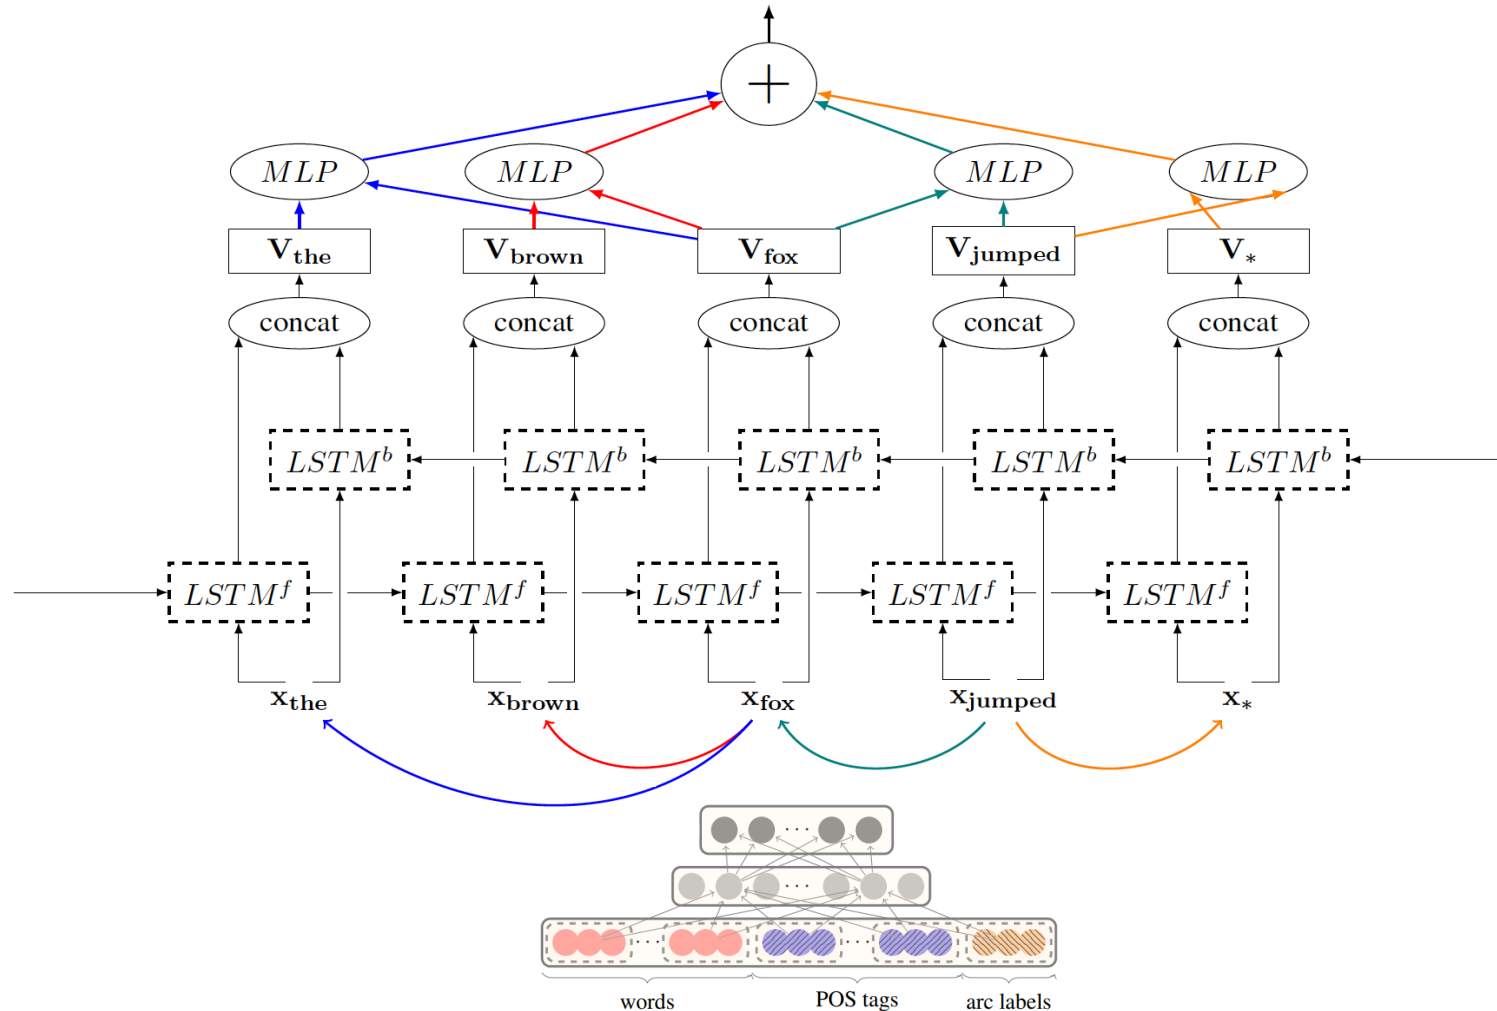 +
MLP MLP MLP MLP
V_the V_brown V_fox V_jumped V_*
concat concat concat concat concat
LSTM^b LSTM^b LSTM^b LSTM^b LSTM^b
LSTM^f LSTM^f LSTM^f LSTM^f LSTM^f
x_the x_brown x_fox x_jumped x_*
...
...
... ...
words POS tags arc labels